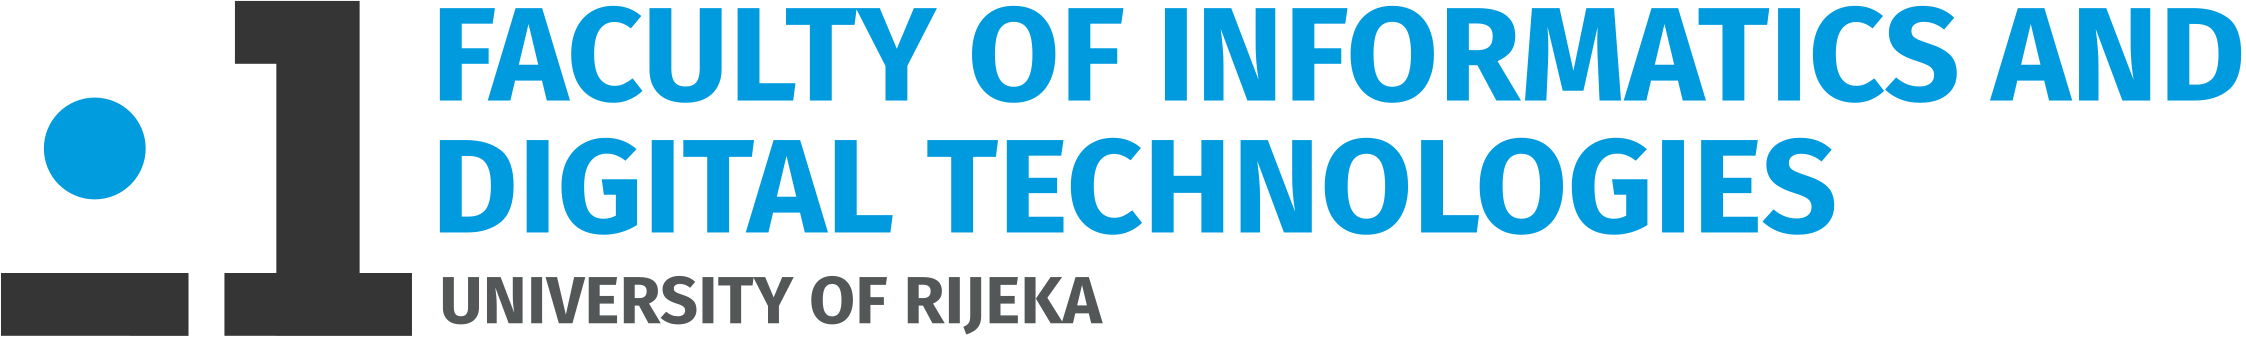 FACULTY OF INFORMATICS AND
DIGITAL TECHNOLOGIES
UNIVERSITY OF RIJEKA